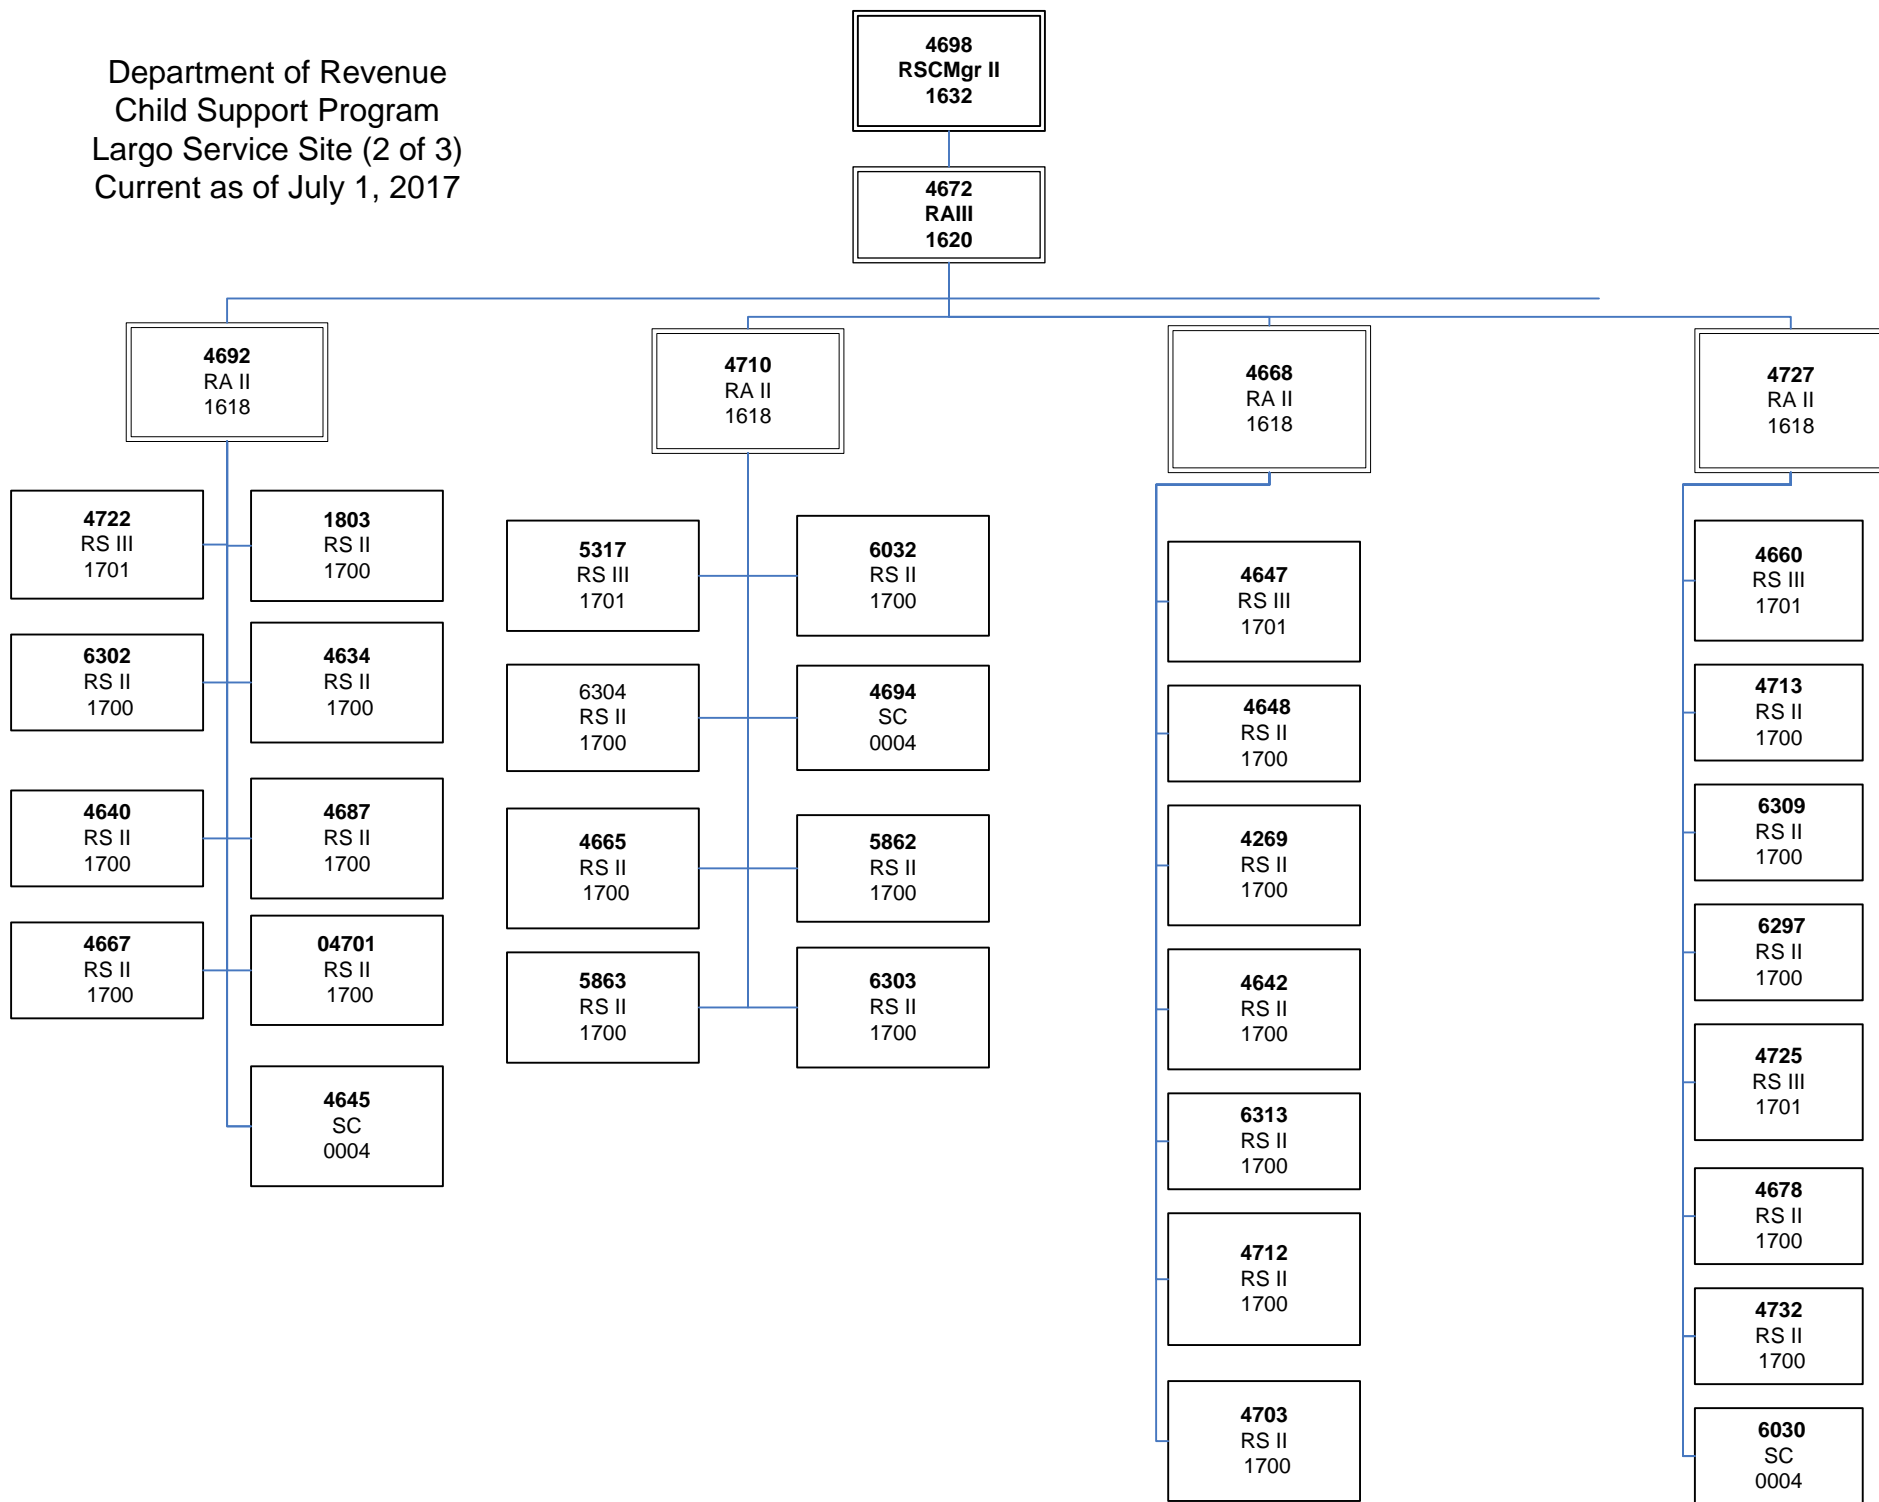 Department of Revenue
Child Support Program
Largo Service Site (2 of 3)
Current as of July 1, 2017
4698
RSCMgr II
1632
4672
RAIII
1620
4692
RA II
1618
4710
RA II
1618
4668
RA II
1618
4727
RA II
1618
4722
RS III
1701
1803
RS II
1700
6302
RS II
1700
4634
RS II
1700
4640
RS II
1700
4687
RS II
1700
4667
RS II
1700
04701
RS II
1700
4645
SC
0004
5317
RS III
1701
6032
RS II
1700
6304
RS II
1700
4694
SC
0004
4665
RS II
1700
5862
RS II
1700
5863
RS II
1700
6303
RS II
1700
4647
RS III
1701
4648
RS II
1700
4269
RS II
1700
4642
RS II
1700
6313
RS II
1700
4712
RS II
1700
4703
RS II
1700
4660
RS III
1701
4713
RS II
1700
6309
RS II
1700
6297
RS II
1700
4725
RS III
1701
4678
RS II
1700
4732
RS II
1700
6030
SC
0004